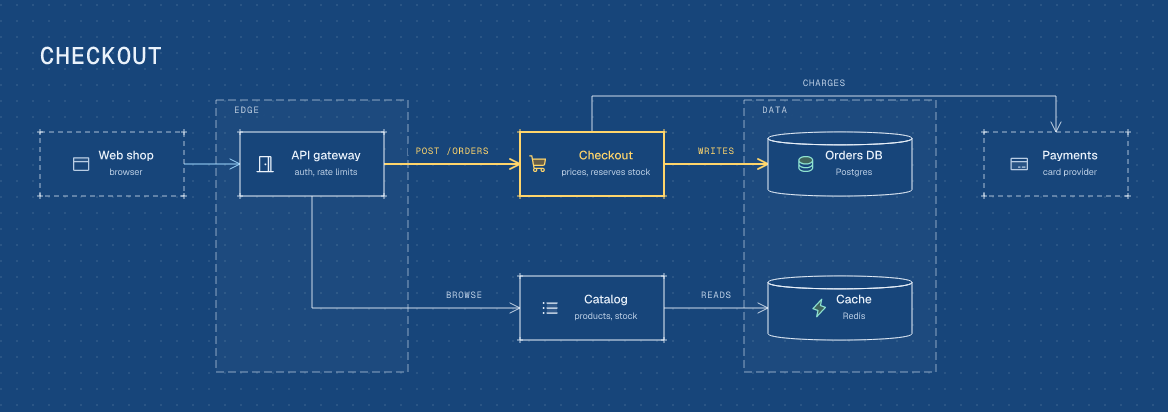 CHECKOUT
CHARGES
EDGE
DATA
Web shop
browser
API gateway
auth, rate limits
POST /ORDERS
Checkout
prices, reserves stock
WRITES
Orders DB
Postgres
Payments
card provider
BROWSE
Catalog
products, stock
READS
Cache
Redis